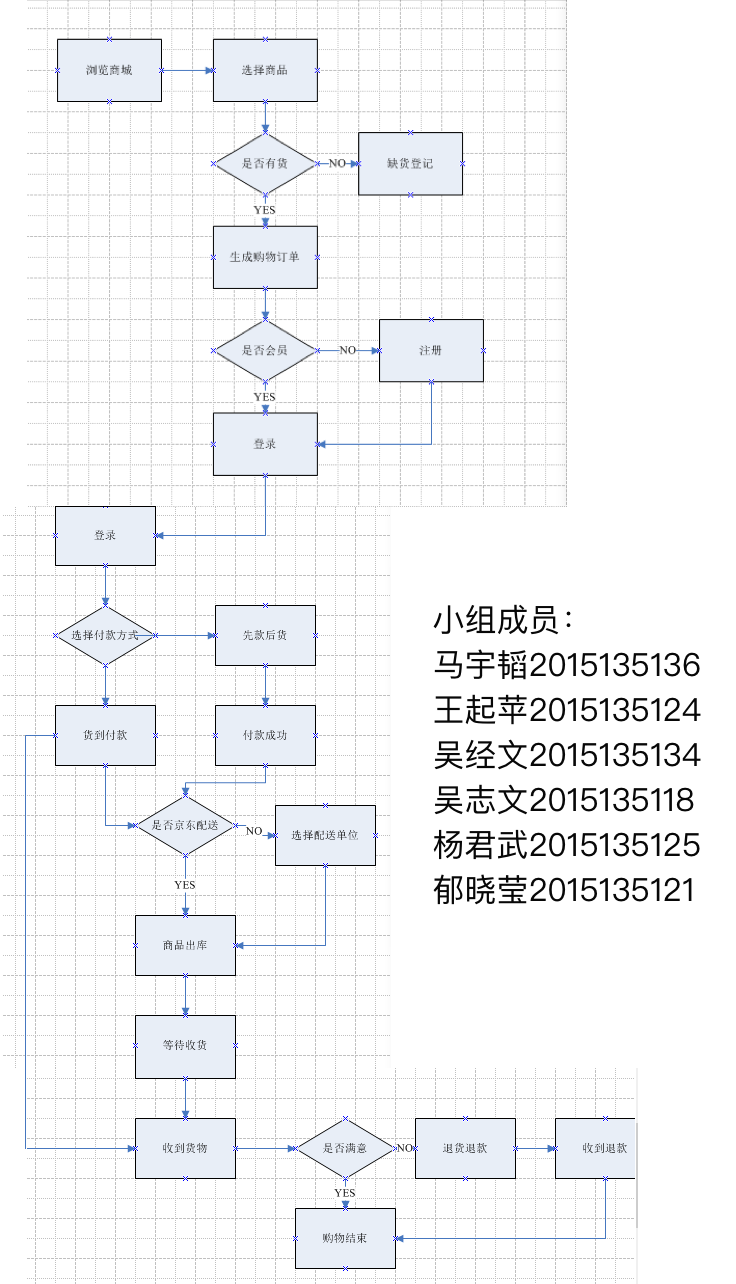 浏览商城
选择商品
是否有货
NO
缺货登记
YES
生成购物订单
是否会员
NO
注册
YES
登录
登录
选择付款方式
先款后货
货到付款
付款成功
是否京东配送
NO
选择配送单位
YES
商品出库
等待收货
收到货物
是否满意
NO
退货退款
收到退款
YES
购物结束
小组成员：
马宇韬2015135136
王起苹2015135124
吴经文2015135134
吴志文2015135118
杨君武2015135125
郁晓莹2015135121